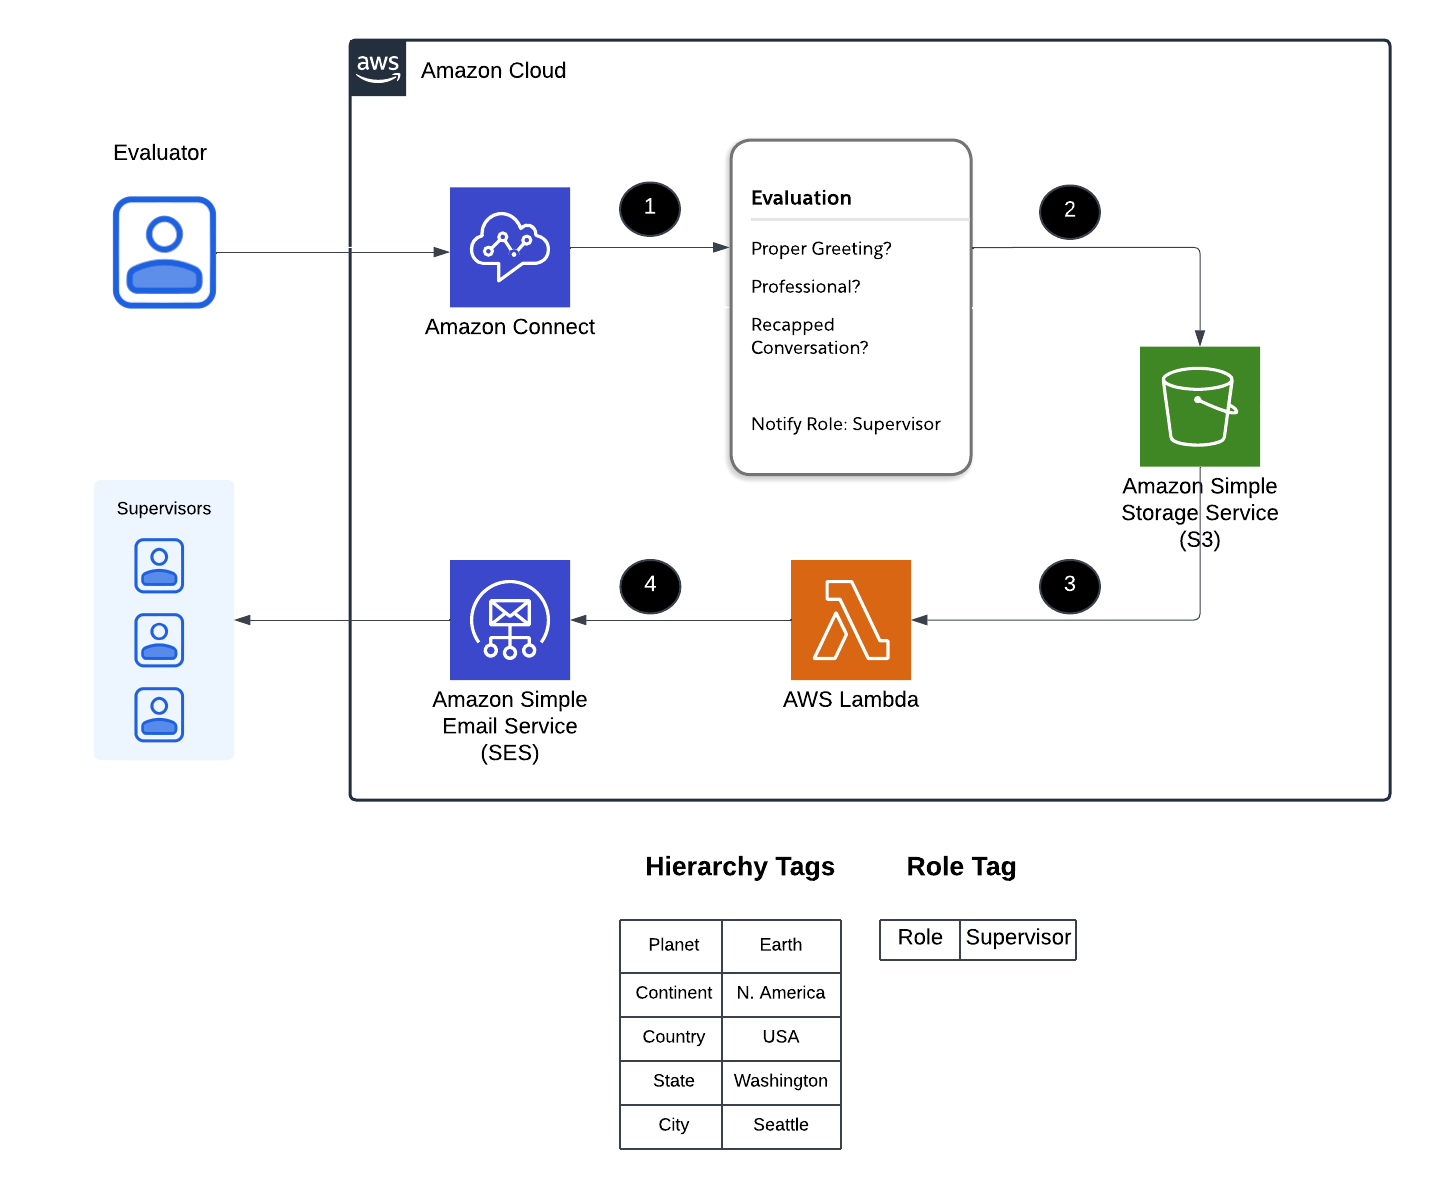 aws
Amazon Cloud
Evaluator
Amazon Connect
1
Evaluation
Proper Greeting?
Professional?
Recapped
Conversation?
Notify Role: Supervisor
2
Amazon Simple
Storage Service
(S3)
3
AWS Lambda
4
Amazon Simple
Email Service
(SES)
Supervisors
Hierarchy Tags
Planet Earth
Continent N. America
Country USA
State Washington
City Seattle
Role Tag
Role Supervisor